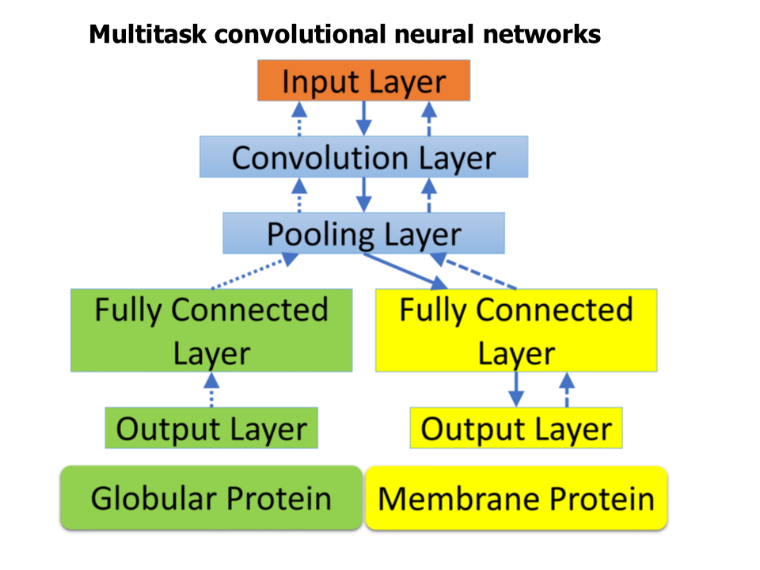 Multitask convolutional neural networks
Input Layer
Convolution Layer
Pooling Layer
Fully Connected
Layer
Fully Connected
Layer
Output Layer
Output Layer
Globular Protein
Membrane Protein